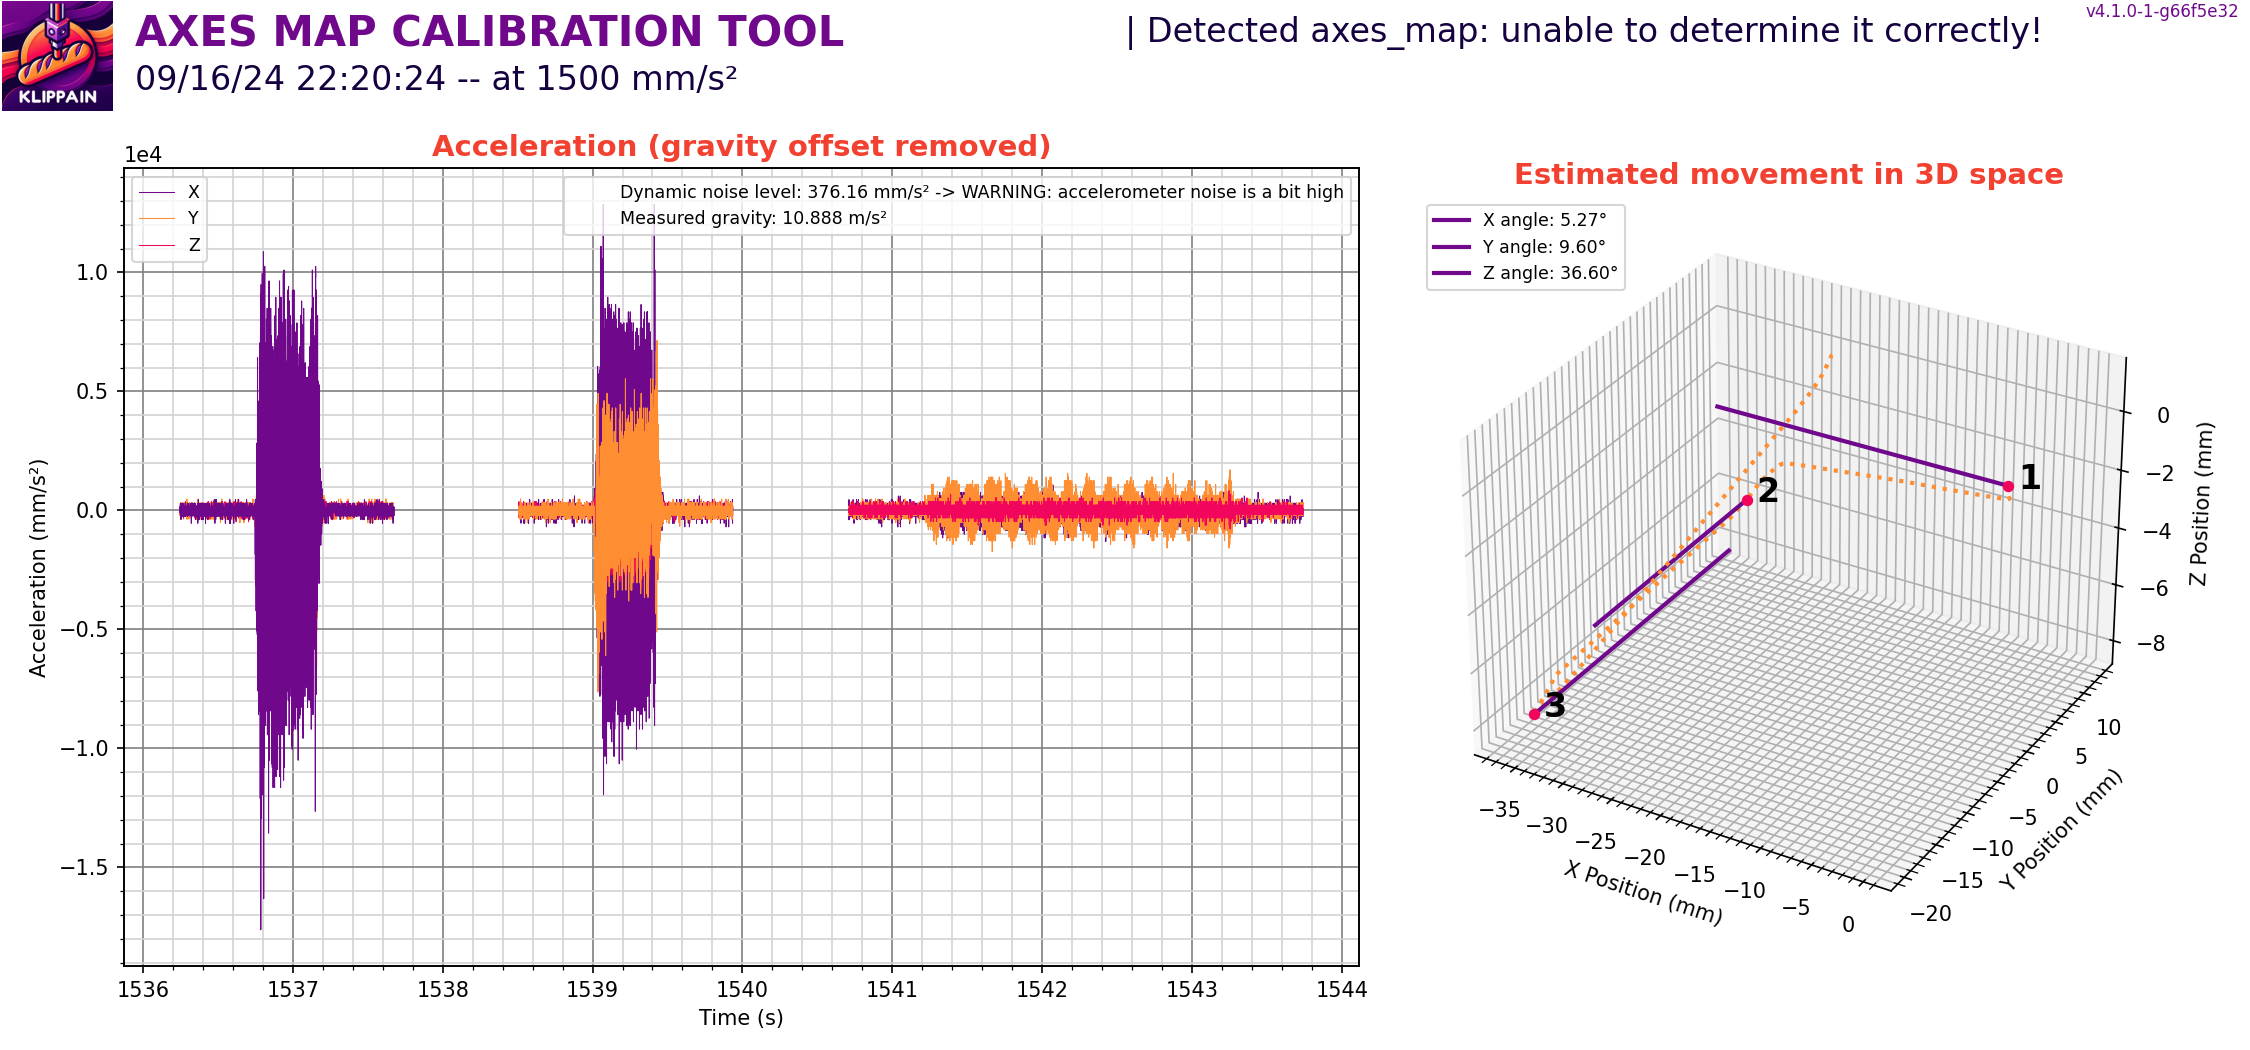 KLIPPAIN
AXES MAP CALIBRATION TOOL
09/16/24 22:20:24 -- at 1500 mm/s²
| Detected axes_map: unable to determine it correctly!
v4.1.0-1-g66f5e32
Acceleration (gravity offset removed)
1e4
X
Y
Z
Dynamic noise level: 376.16 mm/s² -> WARNING: accelerometer noise is a bit high
Measured gravity: 10.888 m/s²
Acceleration (mm/s²)
1.0
0.5
0.0
−0.5
−1.0
−1.5
1536 1537 1538 1539 1540 1541 1542 1543 1544
Time (s)
Estimated movement in 3D space
X angle: 5.27°
Y angle: 9.60°
Z angle: 36.60°
1
2
3
0
−2
−4
−6
−8
Z Position (mm)
10
5
0
−5
−10
−15
−20
Y Position (mm)
−35
−30
−25
−20
−15
−10
−5
0
X Position (mm)